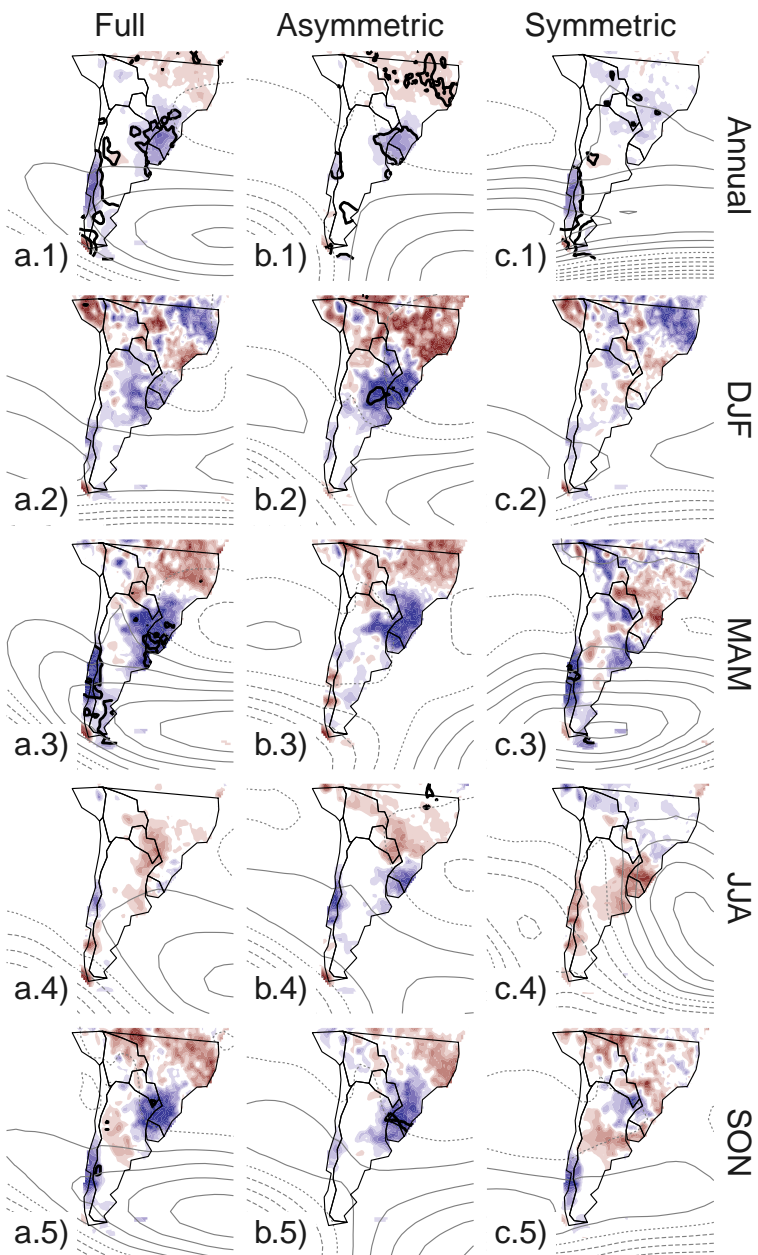 Full Asymmetric Symmetric
a.1) b.1) c.1) Annual
a.2) b.2) c.2) DJF
a.3) b.3) c.3) MAM
a.4) b.4) c.4) JJA
a.5) b.5) c.5) SON